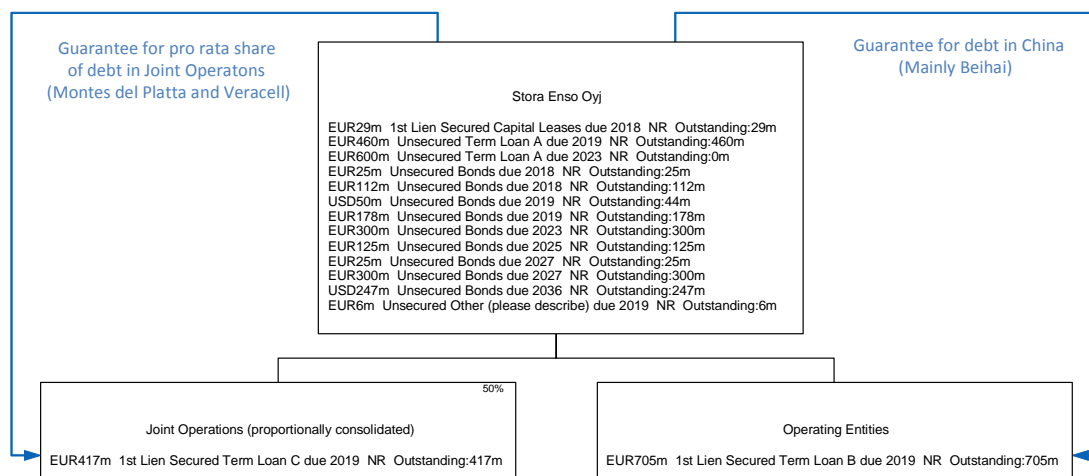 Guarantee for pro rata share
of debt in Joint Operatons
(Montes del Platta and Veracell)
Guarantee for debt in China
(Mainly Beihai)
Stora Enso Oyj
EUR29m 1st Lien Secured Capital Leases due 2018 NR Outstanding:29m
EUR460m Unsecured Term Loan A due 2019 NR Outstanding:460m
EUR600m Unsecured Term Loan A due 2023 NR Outstanding:0m
EUR25m Unsecured Bonds due 2018 NR Outstanding:25m
EUR112m Unsecured Bonds due 2018 NR Outstanding:112m
USD50m Unsecured Bonds due 2019 NR Outstanding:44m
EUR178m Unsecured Bonds due 2019 NR Outstanding:178m
EUR300m Unsecured Bonds due 2023 NR Outstanding:300m
EUR125m Unsecured Bonds due 2025 NR Outstanding:125m
EUR25m Unsecured Bonds due 2027 NR Outstanding:25m
EUR300m Unsecured Bonds due 2027 NR Outstanding:300m
USD247m Unsecured Bonds due 2036 NR Outstanding:247m
EUR6m Unsecured Other (please describe) due 2019 NR Outstanding:6m
50%
Joint Operations (proportionally consolidated)
EUR417m 1st Lien Secured Term Loan C due 2019 NR Outstanding:417m
Operating Entities
EUR705m 1st Lien Secured Term Loan B due 2019 NR Outstanding:705m